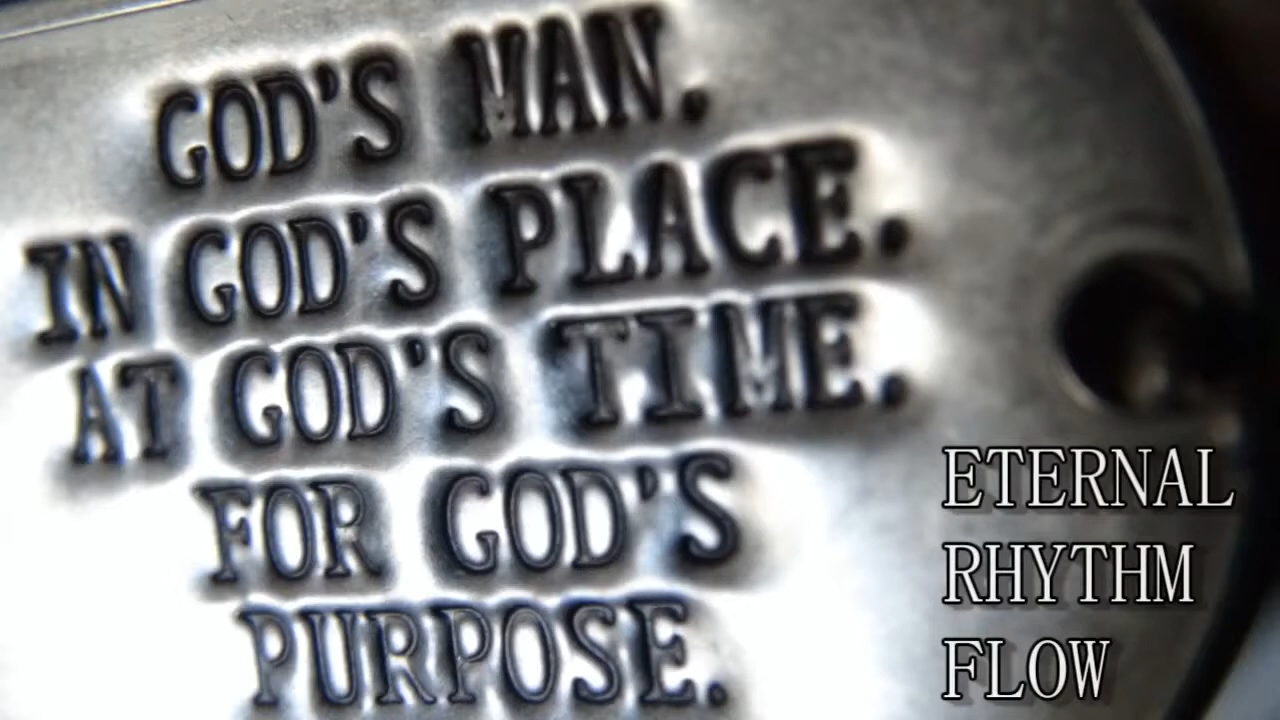 GOD'S MAN.
IN GOD'S PLACE.
AT GOD'S TIME.
FOR GOD'S
PURPOSE.
ETERNAL
RHYTHM
FLOW